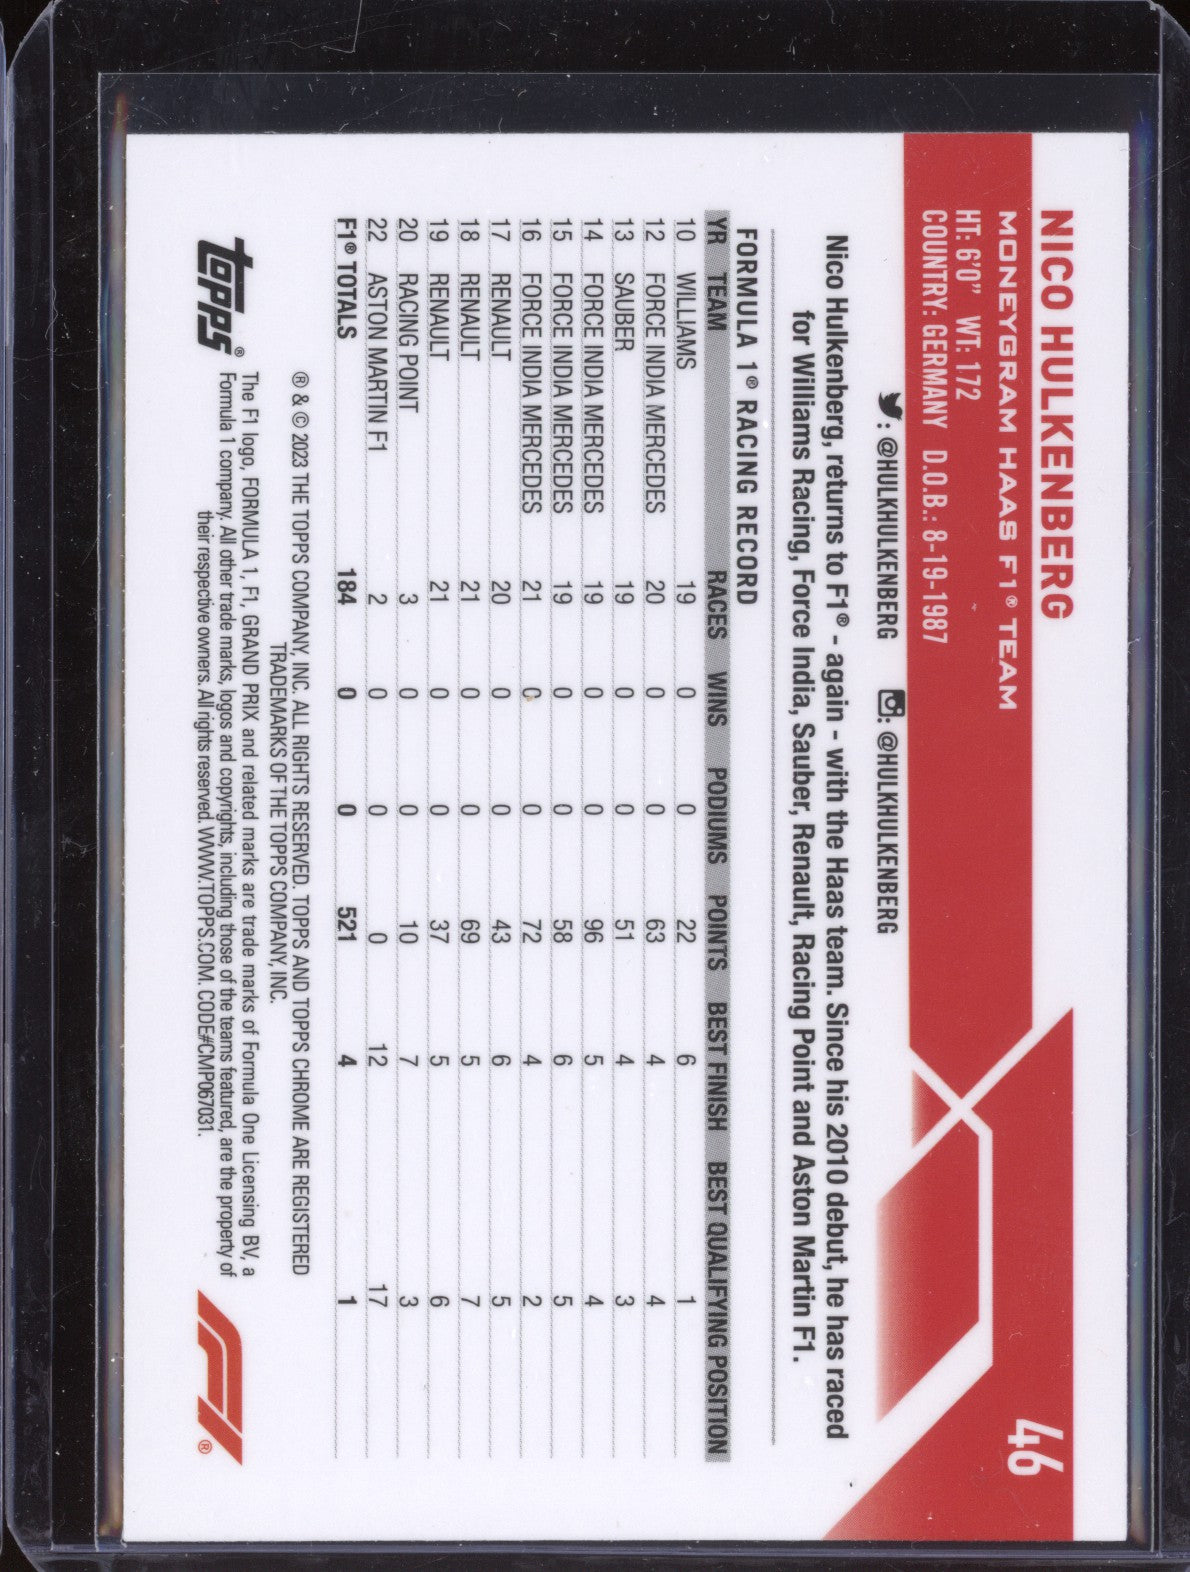 NICO HULKENBERG
46
MONEYGRAM HAAS F1® TEAM
HT: 6'0" WT: 172
COUNTRY: GERMANY D.O.B.: 8-19-1987
: @HULKHULKENBERG : @HULKHULKENBERG
Nico Hulkenberg, returns to F1® - again - with the Haas team. Since his 2010 debut, he has raced
for Williams Racing, Force India, Sauber, Renault, Racing Point and Aston Martin F1.
FORMULA 1® RACING RECORD
YR TEAM RACES WINS PODIUMS POINTS BEST FINISH BEST QUALIFYING POSITION
10 WILLIAMS 19 0 0 22 6 1
12 FORCE INDIA MERCEDES 20 0 0 63 4 4
13 SAUBER 19 0 0 51 4 3
14 FORCE INDIA MERCEDES 19 0 0 96 5 4
15 FORCE INDIA MERCEDES 19 0 0 58 6 5
16 FORCE INDIA MERCEDES 21 0 0 72 4 2
17 RENAULT 20 0 0 43 6 5
18 RENAULT 21 0 0 69 5 7
19 RENAULT 21 0 0 37 5 6
20 RACING POINT 3 0 0 10 7 3
22 ASTON MARTIN F1 2 0 0 0 12 17
F1® TOTALS 184 0 0 521 4 1
® & © 2023 THE TOPPS COMPANY, INC. ALL RIGHTS RESERVED. TOPPS AND TOPPS CHROME ARE REGISTERED
TRADEMARKS OF THE TOPPS COMPANY, INC.
topps®
The F1 logo, FORMULA 1, F1, GRAND PRIX and related marks are trade marks of Formula One Licensing BV, a
Formula 1 company. All other trade marks, logos and copyrights, including those of the teams featured, are the property of
their respective owners. All rights reserved. WWW.TOPPS.COM. CODE#CMP067031.
F1®